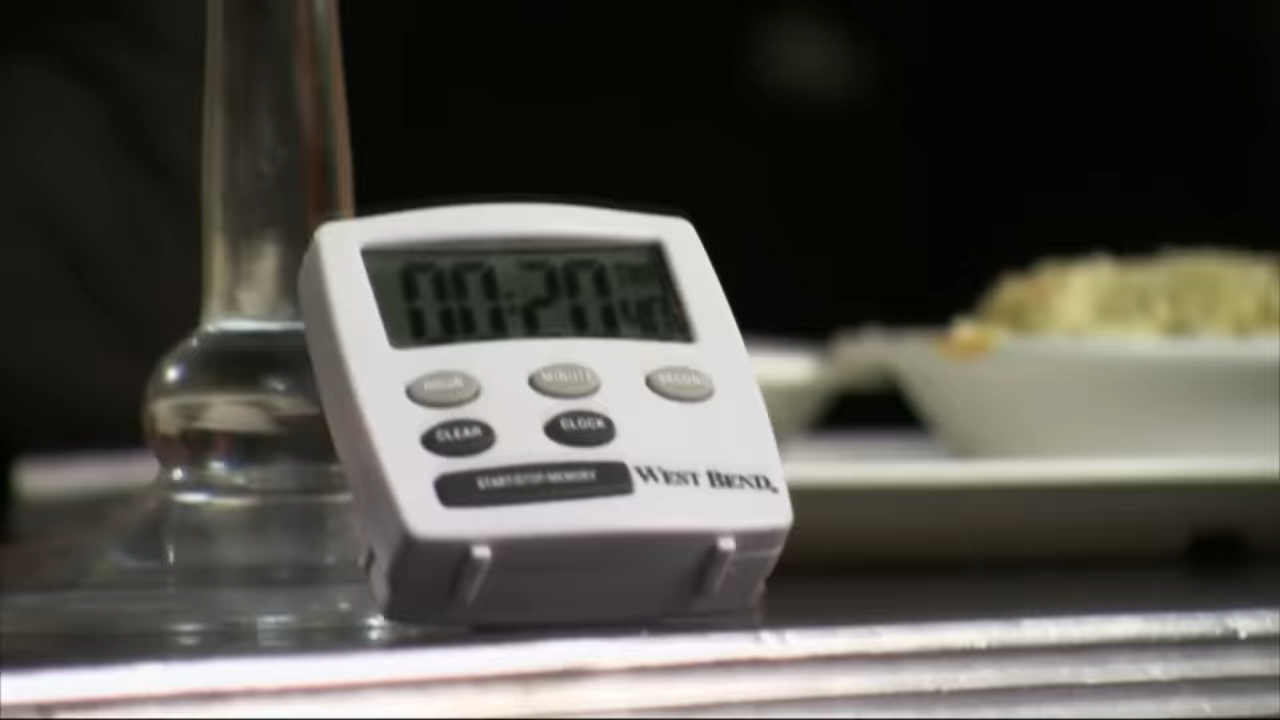 00:20
HOUR MINUTE SECOND
CLEAR CLOCK
START/STOP/MEMORY
WEST BEND